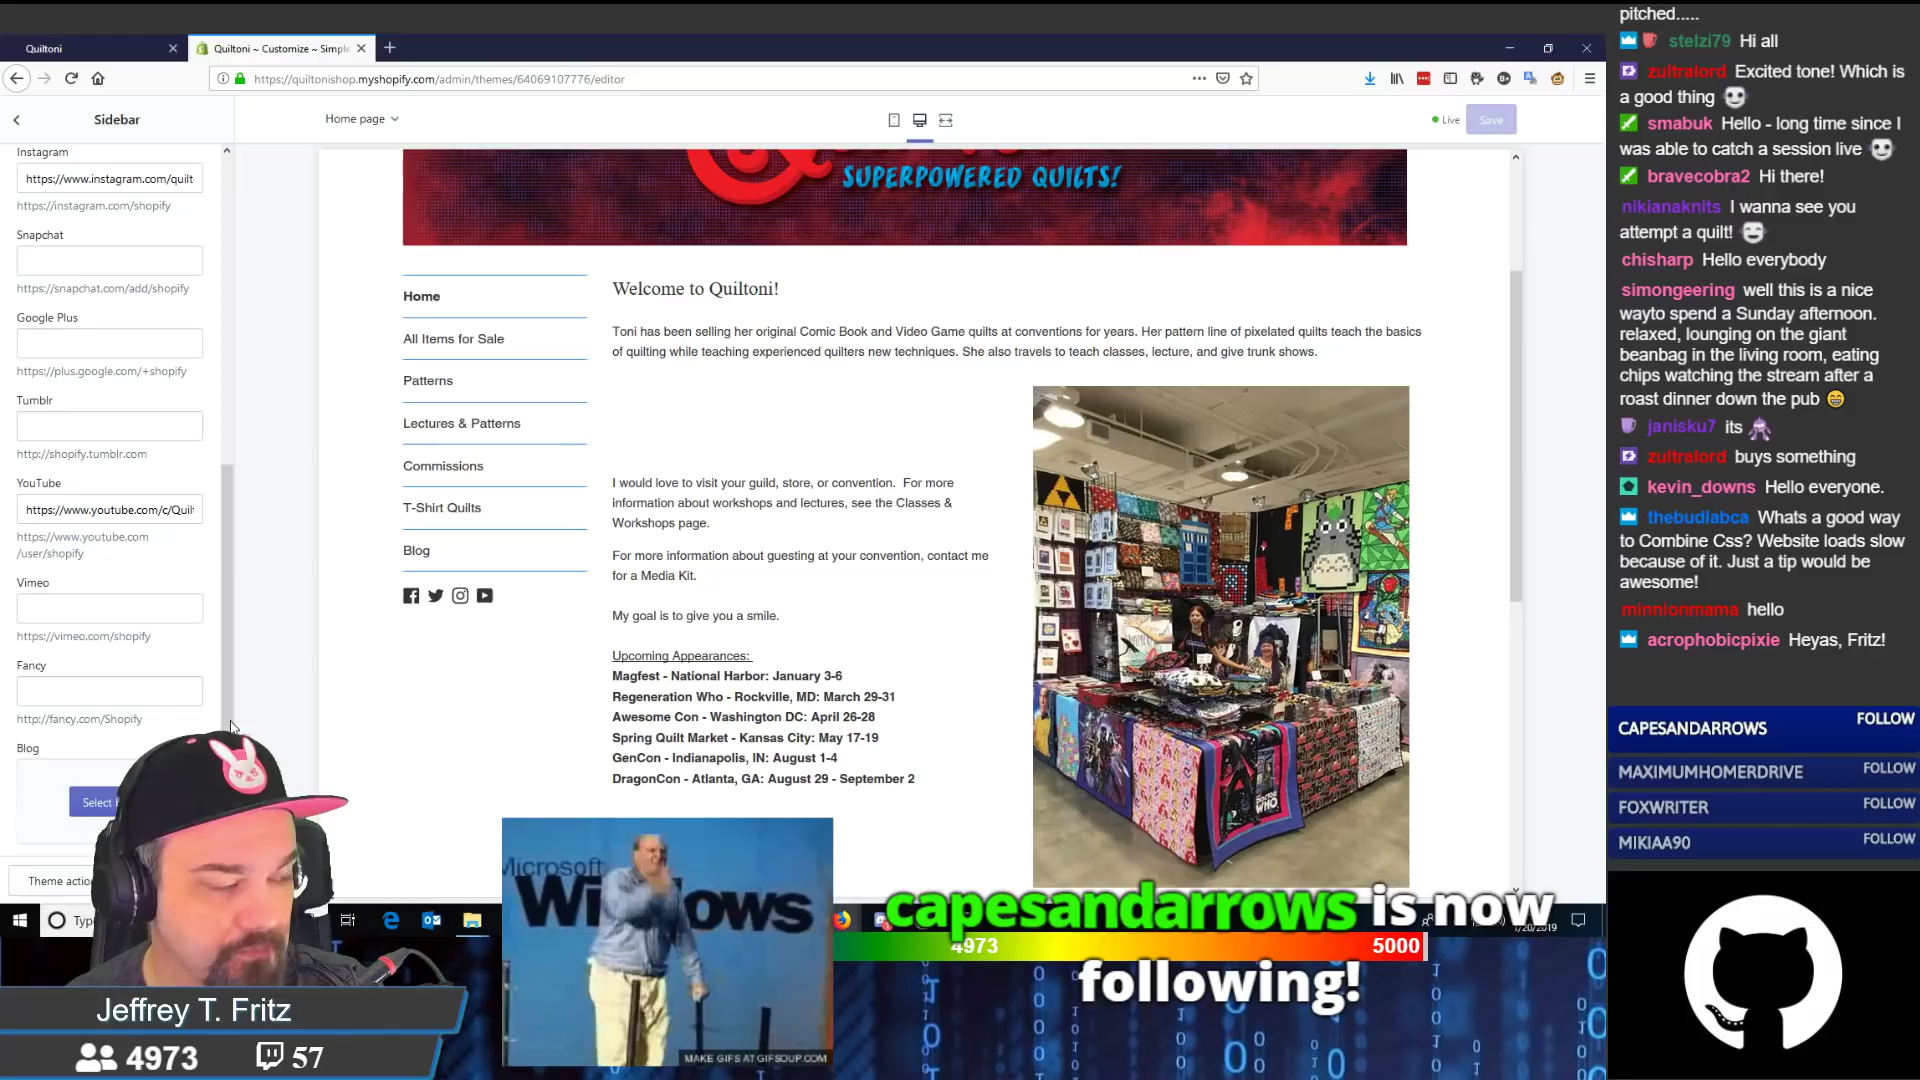 Quiltoni
Quiltoni ~ Customize ~ Simple
https://quiltonishop.myshopify.com/admin/themes/64069107776/editor
Sidebar
Home page
Live
Save
Instagram
https://www.instagram.com/quilt
https://instagram.com/shopify
Snapchat
https://snapchat.com/add/shopify
Google Plus
https://plus.google.com/+shopify
Tumblr
http://shopify.tumblr.com
YouTube
https://www.youtube.com/c/Quil
https://www.youtube.com
/user/shopify
Vimeo
https://vimeo.com/shopify
Fancy
http://fancy.com/Shopify
Blog
Select
Theme actio
SUPERPOWERED QUILTS!
Home
All Items for Sale
Patterns
Lectures & Patterns
Commissions
T-Shirt Quilts
Blog
Welcome to Quiltoni!
Toni has been selling her original Comic Book and Video Game quilts at conventions for years. Her pattern line of pixelated quilts teach the basics
of quilting while teaching experienced quilters new techniques. She also travels to teach classes, lecture, and give trunk shows.
I would love to visit your guild, store, or convention. For more
information about workshops and lectures, see the Classes &
Workshops page.
For more information about guesting at your convention, contact me
for a Media Kit.
My goal is to give you a smile.
Upcoming Appearances:
Magfest - National Harbor: January 3-6
Regeneration Who - Rockville, MD: March 29-31
Awesome Con - Washington DC: April 26-28
Spring Quilt Market - Kansas City: May 17-19
GenCon - Indianapolis, IN: August 1-4
DragonCon - Atlanta, GA: August 29 - September 2
DOCTOR
WHO
Type
1/20/2019
Microsoft
Windows
MAKE GIFS AT GIFSOUP.COM
capesandarrows is now
following!
4973
5000
Jeffrey T. Fritz
4973
57
pitched.....
stelzi79 Hi all
zultralord Excited tone! Which is
a good thing
smabuk Hello - long time since I
was able to catch a session live
bravecobra2 Hi there!
nikianaknits I wanna see you
attempt a quilt!
chisharp Hello everybody
simongeering well this is a nice
wayto spend a Sunday afternoon.
relaxed, lounging on the giant
beanbag in the living room, eating
chips watching the stream after a
roast dinner down the pub
janisku7 its
zultralord buys something
kevin_downs Hello everyone.
thebudlabca Whats a good way
to Combine Css? Website loads slow
because of it. Just a tip would be
awesome!
minnionmama hello
acrophobicpixie Heyas, Fritz!
CAPESANDARROWS FOLLOW
MAXIMUMHOMERDRIVE FOLLOW
FOXWRITER FOLLOW
MIKIAA90 FOLLOW